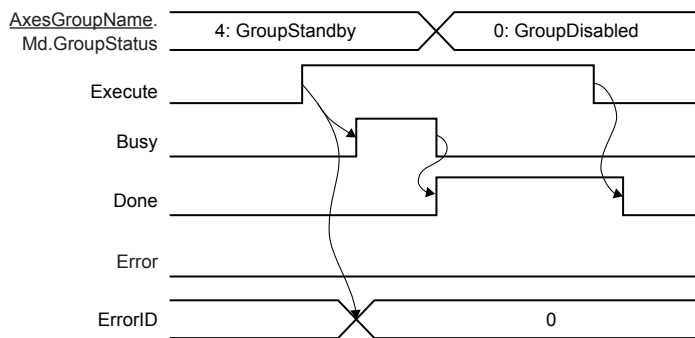 AxesGroupName.
Md.GroupStatus
4: GroupStandby
0: GroupDisabled
Execute
Busy
Done
Error
ErrorID
0